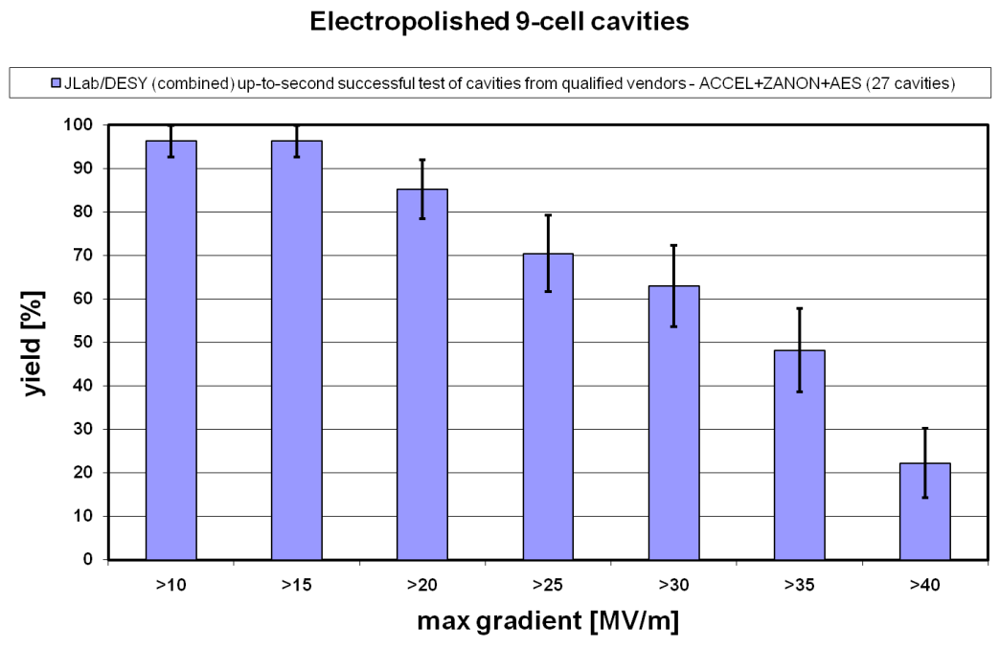 Electropolished 9-cell cavities
JLab/DESY (combined) up-to-second successful test of cavities from qualified vendors - ACCEL+ZANON+AES (27 cavities)
100
90
80
70
60
50
40
30
20
10
0
yield [%]
>10 >15 >20 >25 >30 >35 >40
max gradient [MV/m]